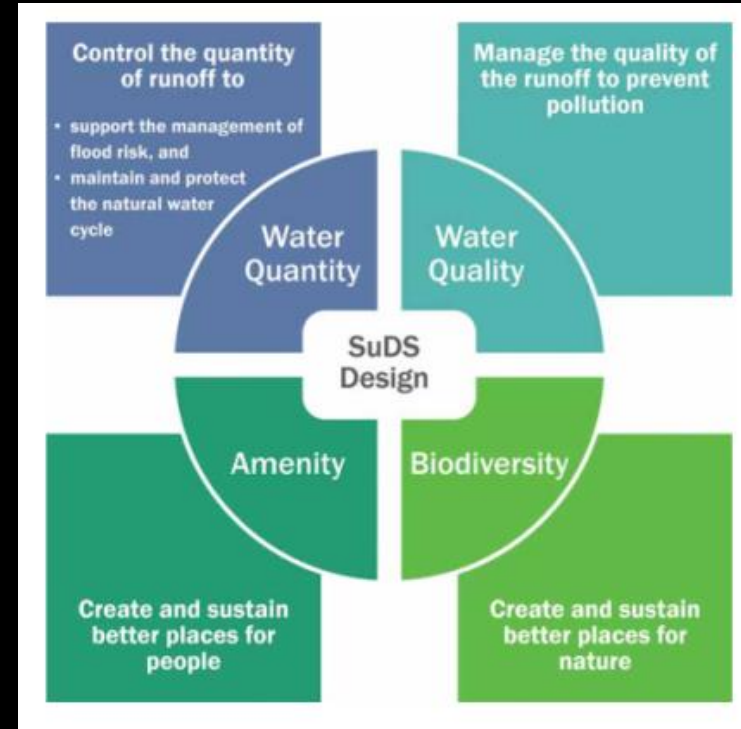 Control the quantity
of runoff to
• support the management of
flood risk, and
• maintain and protect
the natural water
cycle
Manage the quality of
the runoff to prevent
pollution
Water
Quantity
Water
Quality
SuDS
Design
Amenity
Biodiversity
Create and sustain
better places for
people
Create and sustain
better places for
nature